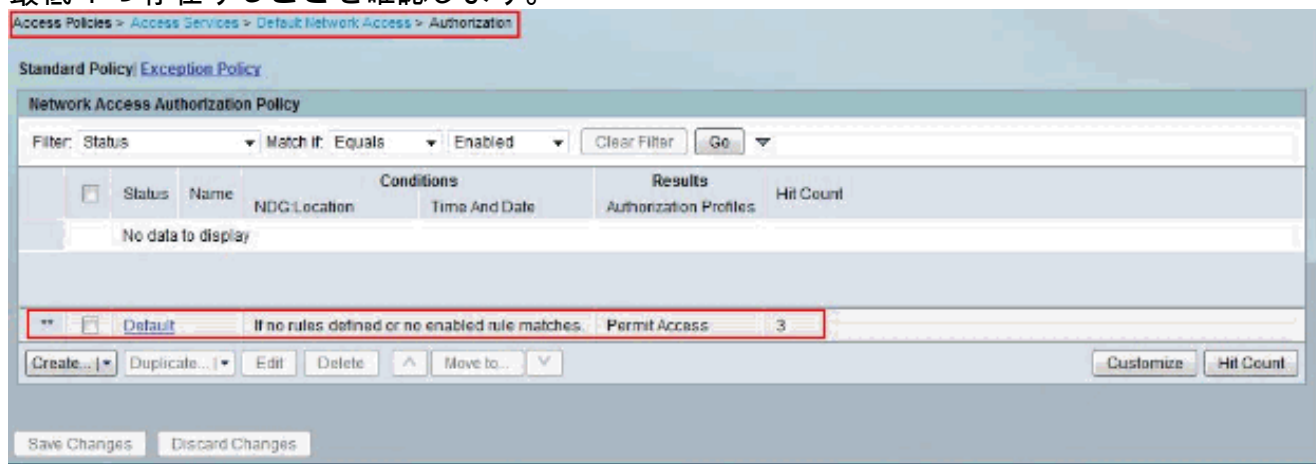 Access Policies > Access Services > Default Network Access > Authorization
Standard Policy| Exception Policy
Network Access Authorization Policy
Filter: Status Match if: Equals Enabled Clear Filter Go
Status Name Conditions Results Hit Count
NDG:Location Time And Date Authorization Profiles
No data to display
** Default If no rules defined or no enabled rule matches. Permit Access 3
Create... Duplicate... Edit Delete Move to... Customize Hit Count
Save Changes Discard Changes